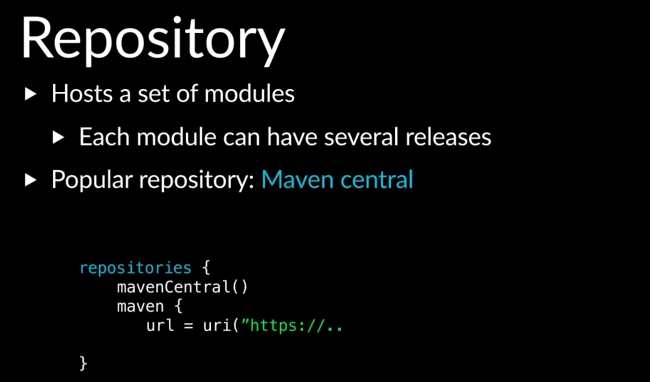 Repository
Hosts a set of modules
Each module can have several releases
Popular repository: Maven central
repositories {
mavenCentral()
maven {
url = uri(”https://..
}